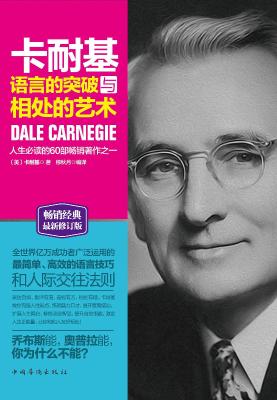 卡耐基
语言的突破与
相处的艺术
DALE CARNEGIE
人生必读的60部畅销著作之一
[美]卡耐基◎著 柳秋月◎编译
畅销经典
最新修订版
全世界亿万成功者广泛运用的
最简单、高效的语言技巧
和人际交往法则
乔布斯能,奥普拉能,
你为什么不能?
中国华侨出版社